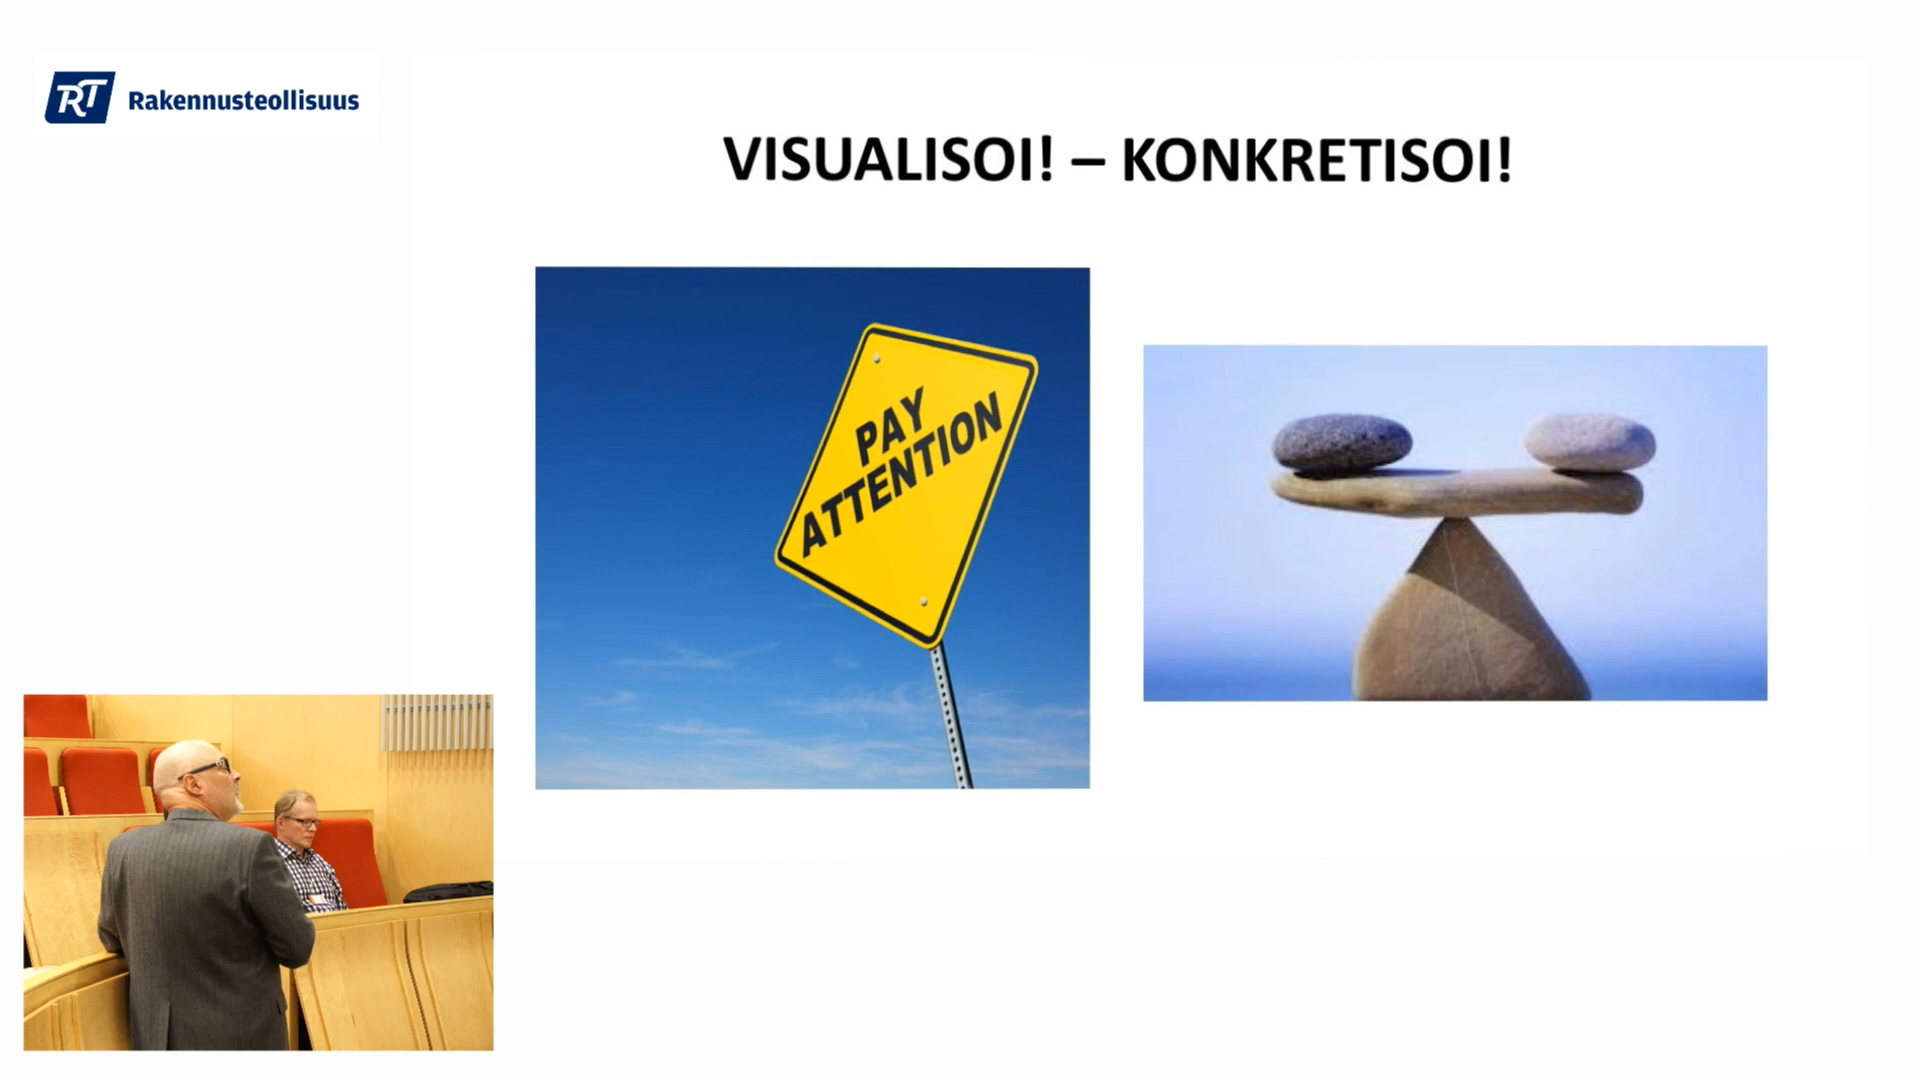 RT Rakennusteollisuus
VISUALISOI! – KONKRETISOI!
PAY
ATTENTION